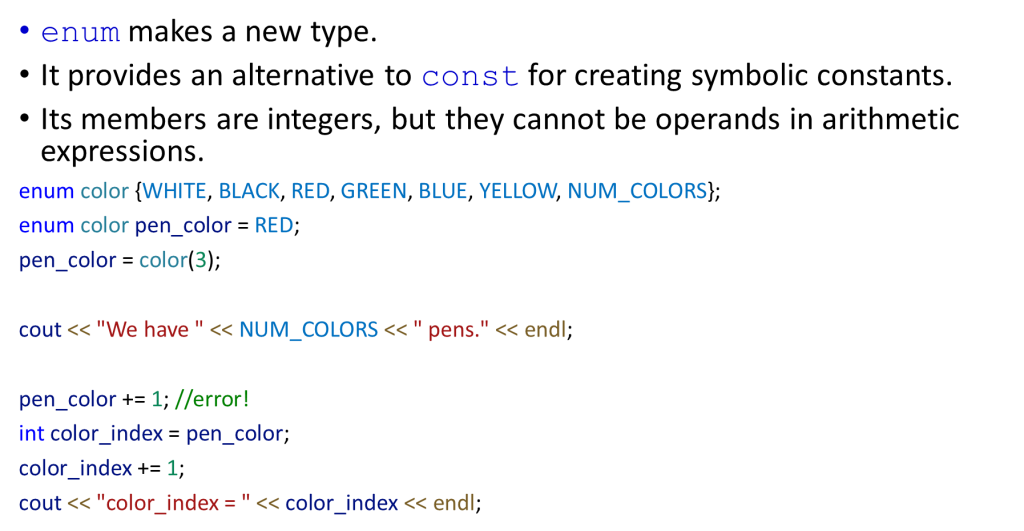 • enum makes a new type.
• It provides an alternative to const for creating symbolic constants.
• Its members are integers, but they cannot be operands in arithmetic
expressions.
enum color {WHITE, BLACK, RED, GREEN, BLUE, YELLOW, NUM_COLORS};
enum color pen_color = RED;
pen_color = color(3);
cout << "We have " << NUM_COLORS << " pens." << endl;
pen_color += 1; //error!
int color_index = pen_color;
color_index += 1;
cout << "color_index = " << color_index << endl;